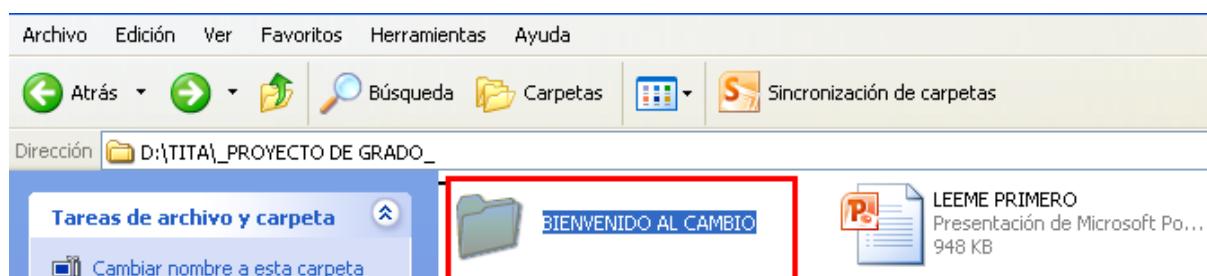 Archivo Edición Ver Favoritos Herramientas Ayuda
Atrás Búsqueda Carpetas Sincronización de carpetas
Dirección D:\TITA\_PROYECTO DE GRADO_
Tareas de archivo y carpeta
Cambiar nombre a esta carpeta
BIENVENIDO AL CAMBIO
LEEME PRIMERO
Presentación de Microsoft Po...
948 KB